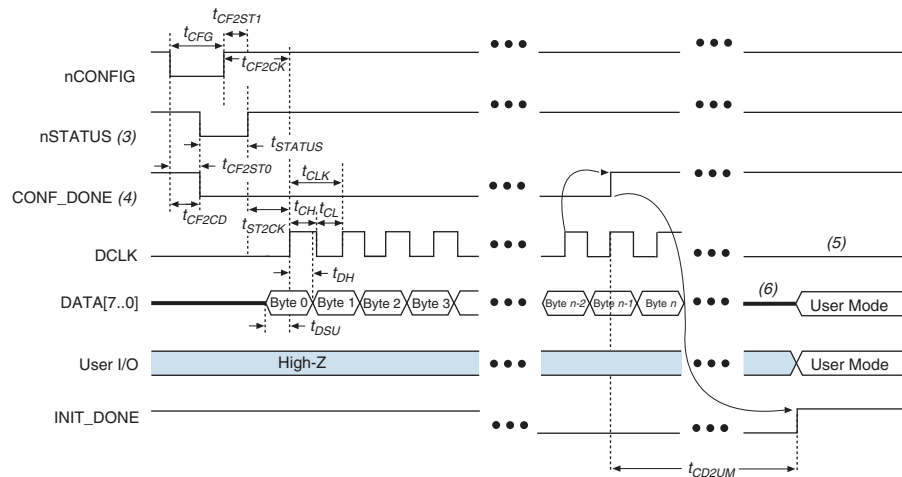 tCF2ST1
tCFG
tCF2CK
nCONFIG
nSTATUS (3)
tSTATUS
tCF2ST0
tCLK
CONF_DONE (4)
tCF2CD
tST2CK
tCH
tCL
DCLK
(5)
tDH
DATA[7..0]
Byte 0
Byte 1
Byte 2
Byte 3
Byte n-2
Byte n-1
Byte n
(6)
User Mode
tDSU
User I/O
High-Z
User Mode
INIT_DONE
tCD2UM